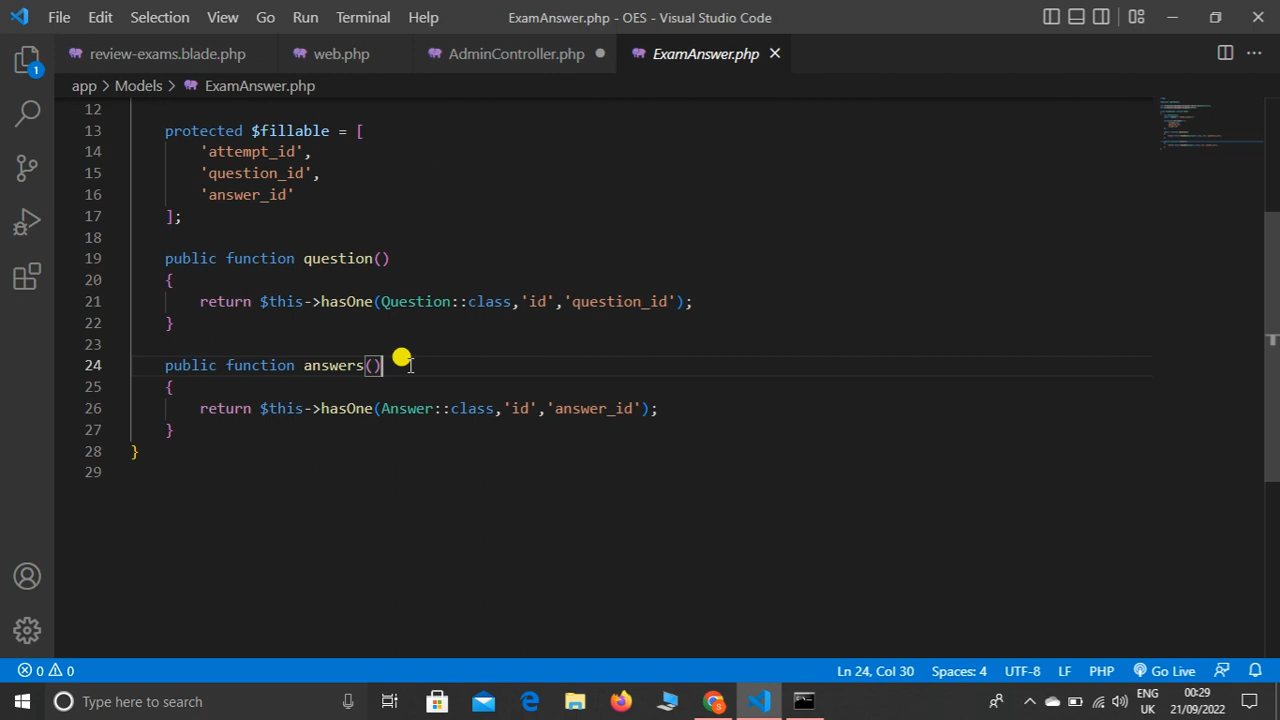 File Edit Selection View Go Run Terminal Help ExamAnswer.php - OES - Visual Studio Code
review-exams.blade.php web.php AdminController.php ExamAnswer.php
1
app > Models > ExamAnswer.php
12
13 protected $fillable = [
14 'attempt_id',
15 'question_id',
16 'answer_id'
17 ];
18
19 public function question()
20 {
21 return $this->hasOne(Question::class,'id','question_id');
22 }
23
24 public function answers()
25 {
26 return $this->hasOne(Answer::class,'id','answer_id');
27 }
28 }
29
0 0 Ln 24, Col 30 Spaces: 4 UTF-8 LF PHP Go Live
Type here to search S ENG 00:29
UK 21/09/2022